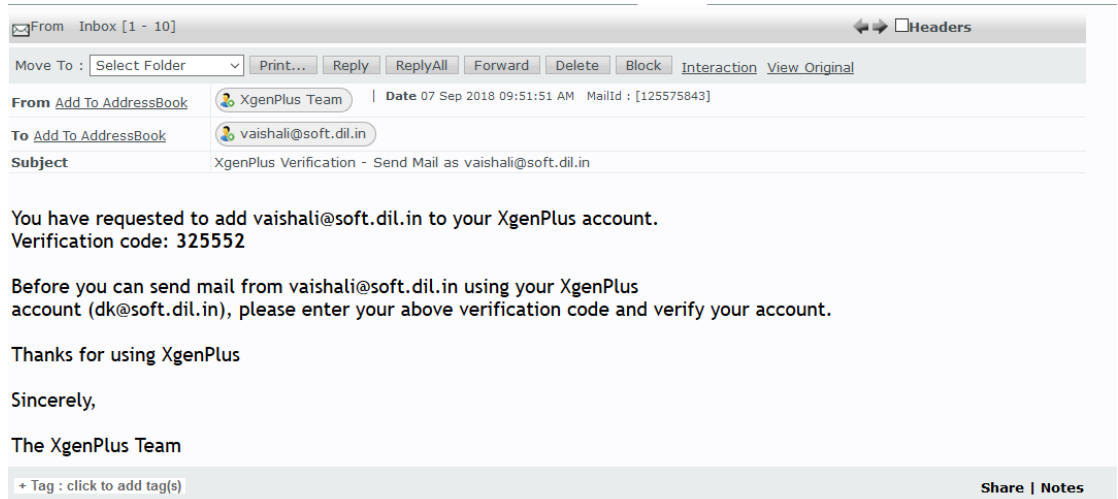 From Inbox [1 - 10] Headers
Move To : Select Folder Print... Reply ReplyAll Forward Delete Block Interaction View Original
From Add To AddressBook XgenPlus Team | Date 07 Sep 2018 09:51:51 AM MailId : [125575843]
To Add To AddressBook vaishali@soft.dil.in
Subject XgenPlus Verification - Send Mail as vaishali@soft.dil.in
You have requested to add vaishali@soft.dil.in to your XgenPlus account.
Verification code: 325552
Before you can send mail from vaishali@soft.dil.in using your XgenPlus
account (dk@soft.dil.in), please enter your above verification code and verify your account.
Thanks for using XgenPlus
Sincerely,
The XgenPlus Team
+ Tag : click to add tag(s) Share | Notes